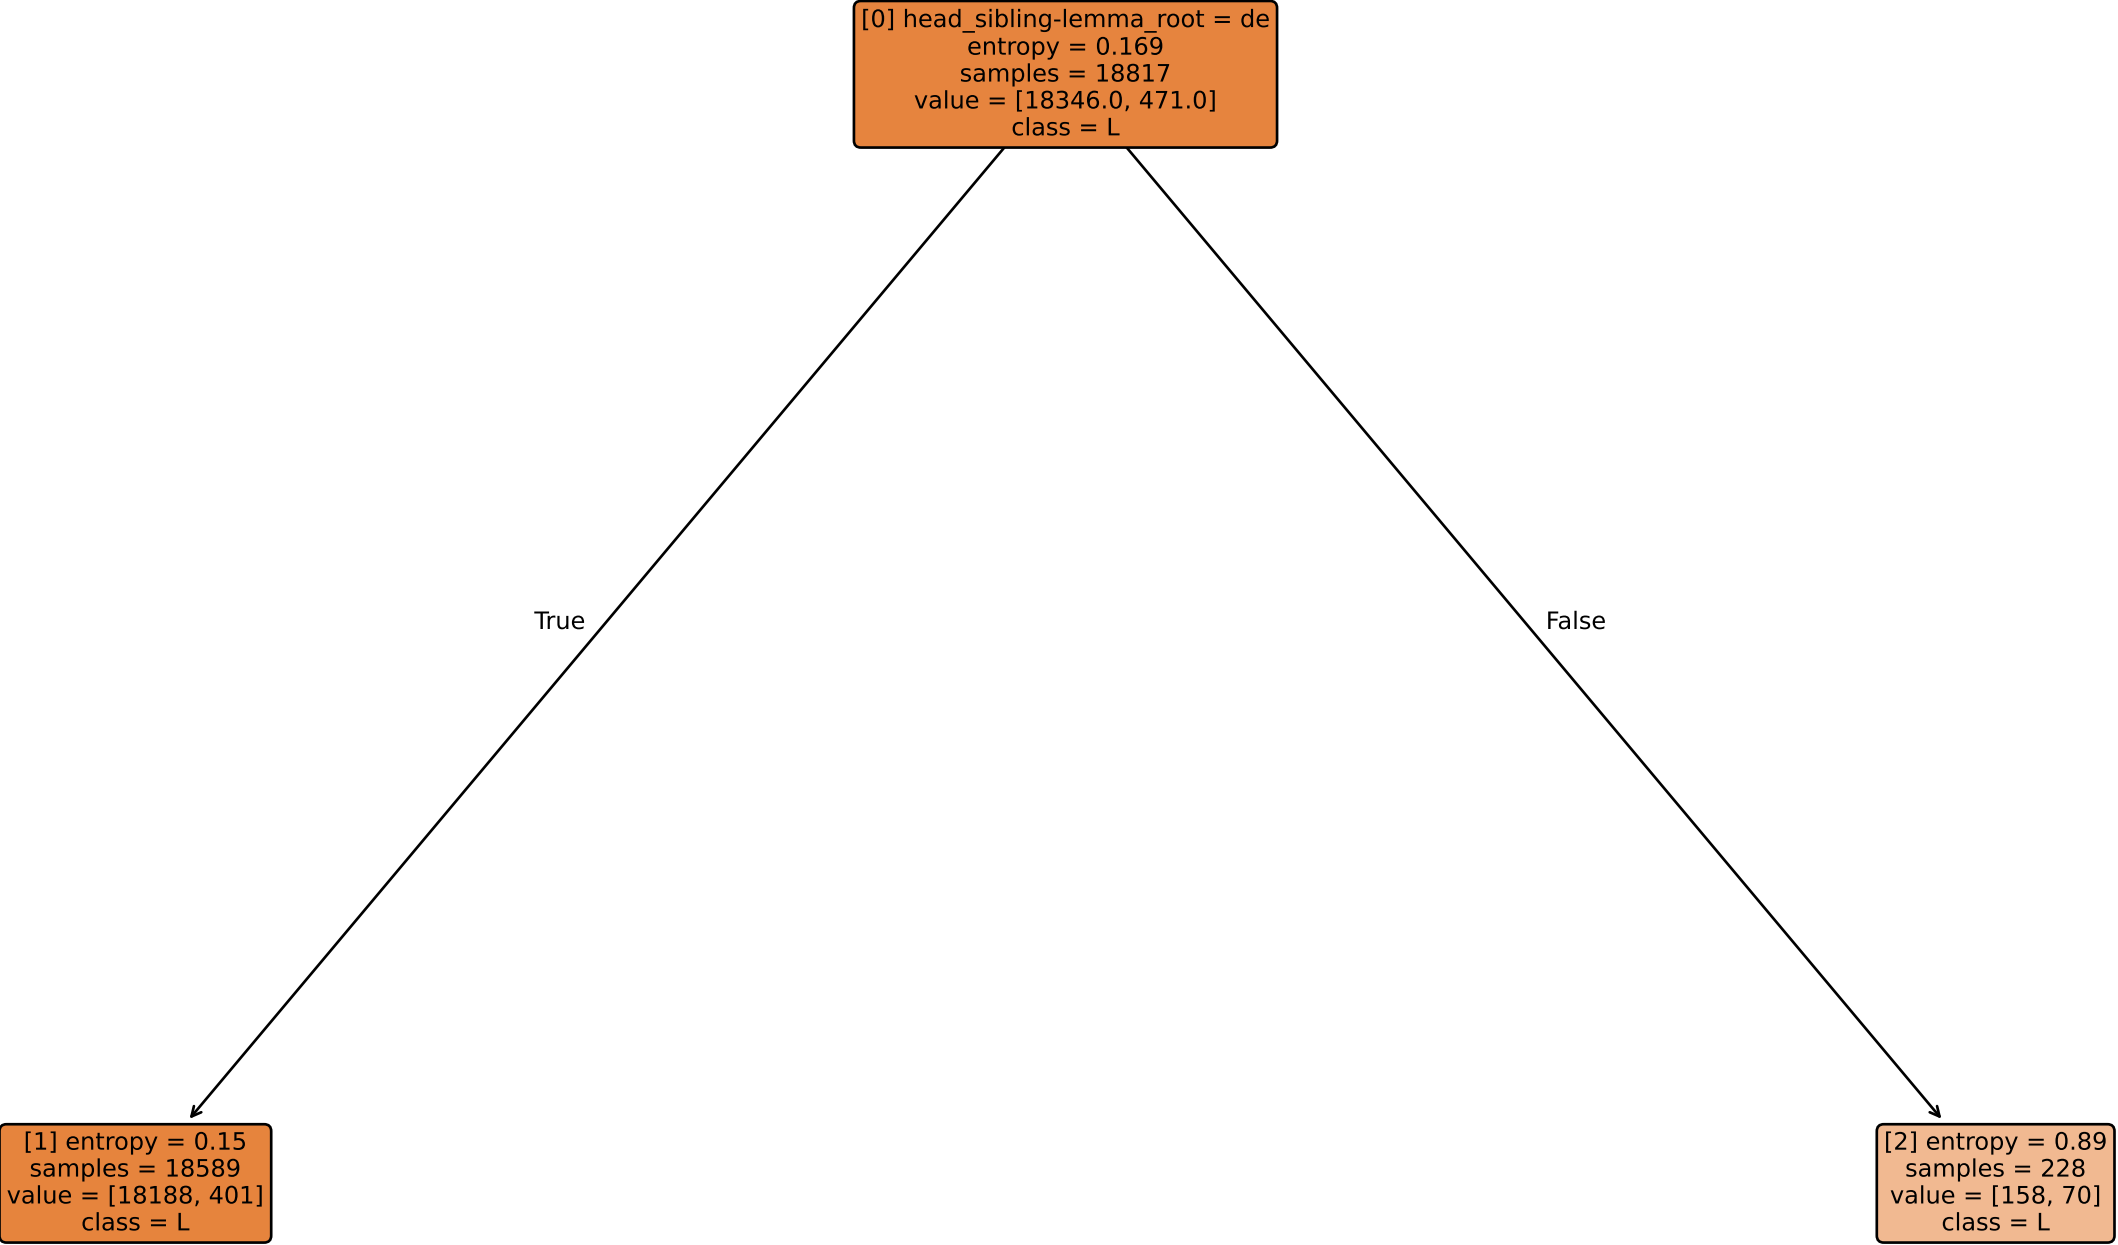 [0] head_sibling-lemma_root = de
entropy = 0.169
samples = 18817
value = [18346.0, 471.0]
class = L
True
False
[1] entropy = 0.15
samples = 18589
value = [18188, 401]
class = L
[2] entropy = 0.89
samples = 228
value = [158, 70]
class = L